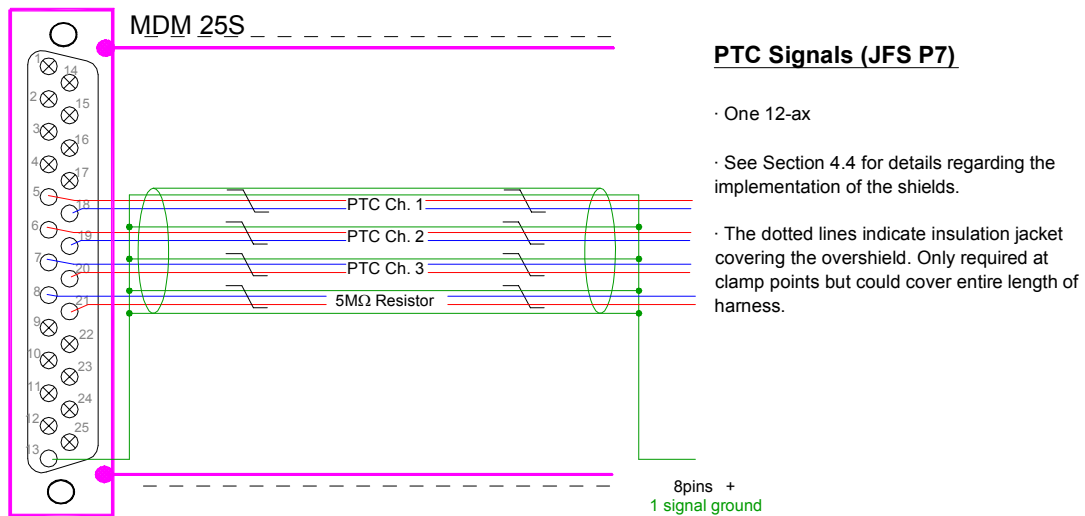 MDM 25S
1
14
2
15
3
16
4
17
5
18
6
19
7
20
8
21
9
22
10
23
11
24
12
25
13
PTC Ch. 1
PTC Ch. 2
PTC Ch. 3
5MΩ Resistor
PTC Signals (JFS P7)
· One 12-ax
· See Section 4.4 for details regarding the
implementation of the shields.
· The dotted lines indicate insulation jacket
covering the overshield. Only required at
clamp points but could cover entire length of
harness.
8pins +
1 signal ground